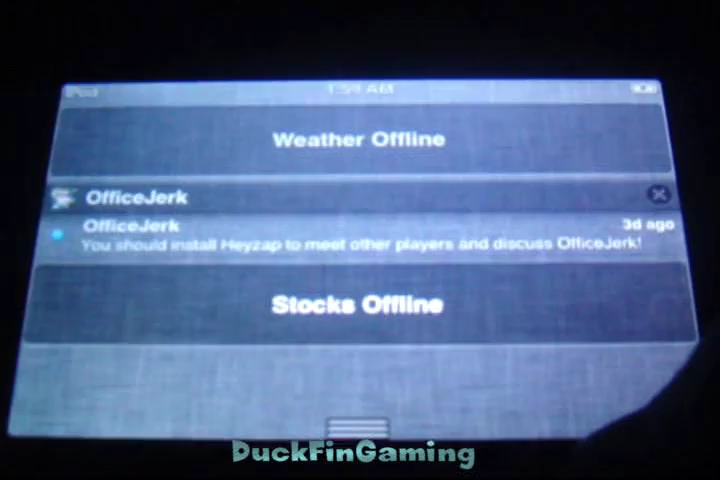 iPod 1:59 AM
Weather Offline
OfficeJerk
OfficeJerk 3d ago
You should install Heyzap to meet other players and discuss OfficeJerk!
Stocks Offline
DuckFinGaming